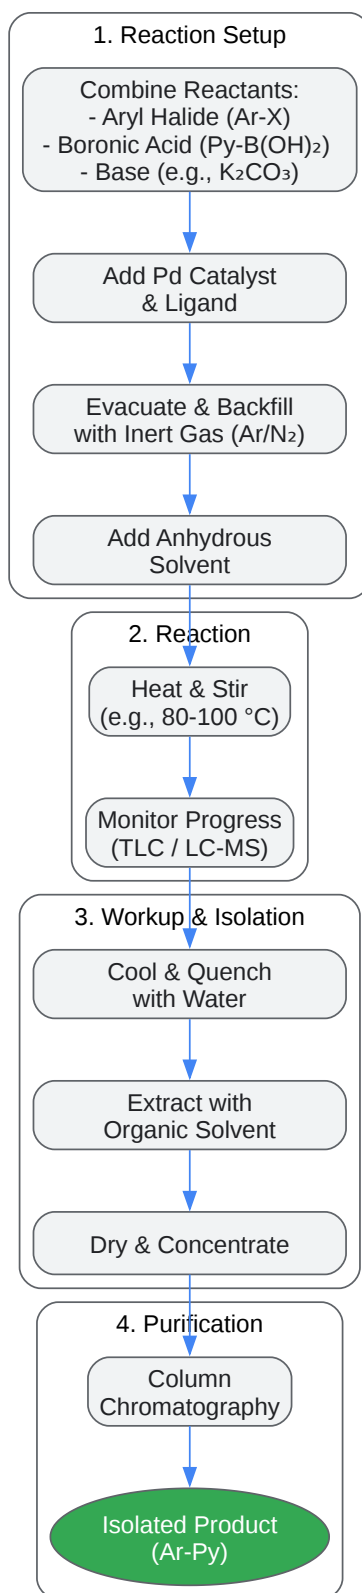 1. Reaction Setup
Combine Reactants:
- Aryl Halide (Ar-X)
- Boronic Acid (Py-B(OH)₂)
- Base (e.g., K₂CO₃)
Add Pd Catalyst
& Ligand
Evacuate & Backfill
with Inert Gas (Ar/N₂)
Add Anhydrous
Solvent
2. Reaction
Heat & Stir
(e.g., 80-100 °C)
Monitor Progress
(TLC / LC-MS)
3. Workup & Isolation
Cool & Quench
with Water
Extract with
Organic Solvent
Dry & Concentrate
4. Purification
Column
Chromatography
Isolated Product
(Ar-Py)